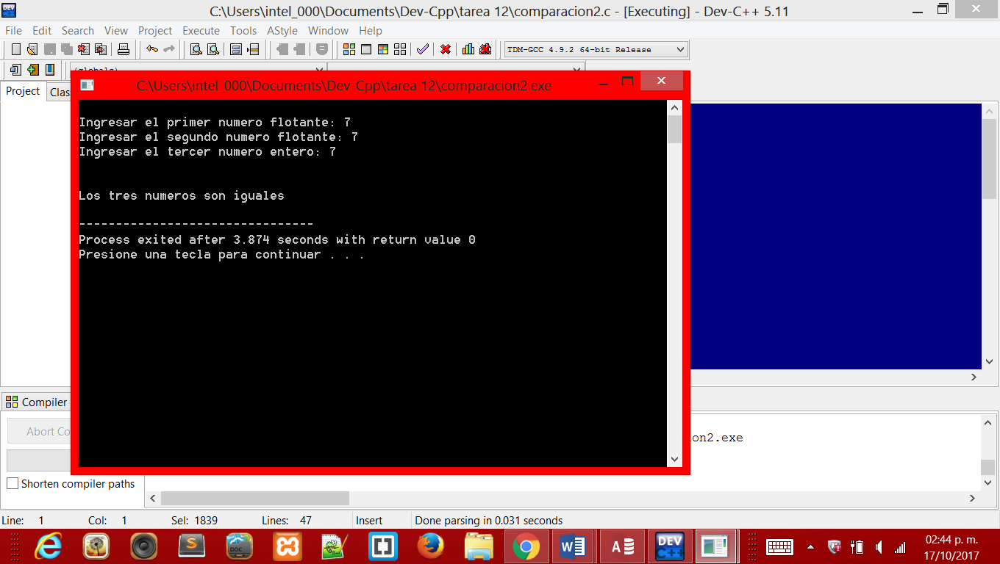 C:\Users\intel_000\Documents\Dev-Cpp\tarea 12\comparacion2.c - [Executing] - Dev-C++ 5.11
File Edit Search View Project Execute Tools AStyle Window Help
TDM-GCC 4.9.2 64-bit Release
(globals)
Project Clas
C:\Users\intel_000\Documents\Dev-Cpp\tarea 12\comparacion2.exe
Ingresar el primer numero flotante: 7
Ingresar el segundo numero flotante: 7
Ingresar el tercer numero entero: 7
Los tres numeros son iguales
--------------------------------
Process exited after 3.874 seconds with return value 0
Presione una tecla para continuar . . .
Compiler
Abort Co
ion2.exe
Shorten compiler paths
Line: 1 Col: 1 Sel: 1839 Lines: 47 Insert Done parsing in 0.031 seconds
02:44 p. m.
17/10/2017